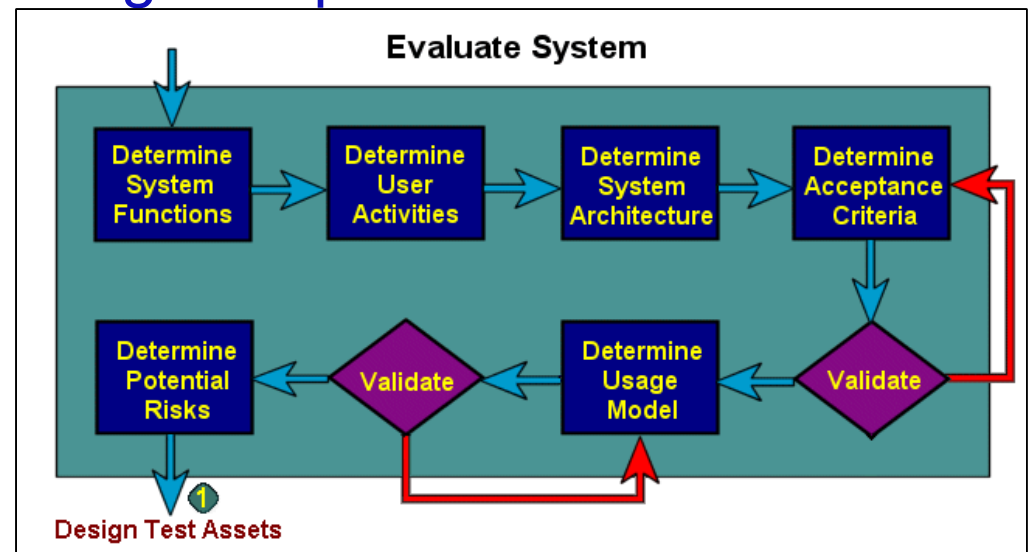 Evaluate System
Determine
System
Functions
Determine
User
Activities
Determine
System
Architecture
Determine
Acceptance
Criteria
Validate
Determine
Usage
Model
Validate
Determine
Potential
Risks
1
Design Test Assets